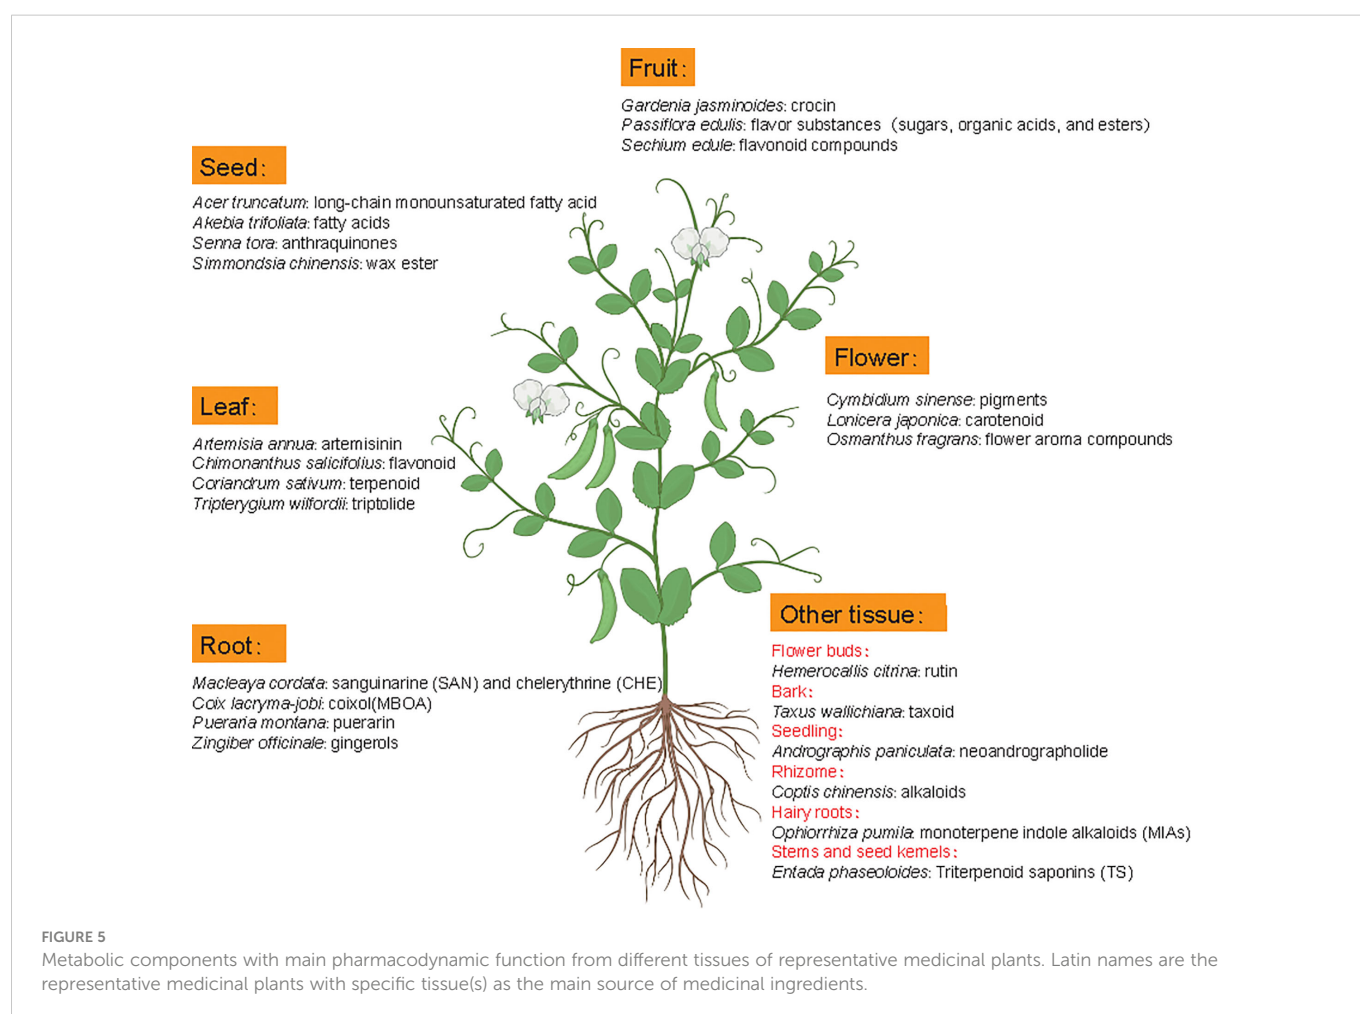 Fruit:
Gardenia jasminoides: crocin
Passiflora edulis: flavor substances (sugars, organic acids, and esters)
Sechium edule: flavonoid compounds
Seed:
Acer truncatum: long-chain monounsaturated fatty acid
Akebia trifoliata: fatty acids
Senna tora: anthraquinones
Simmondsia chinensis: wax ester
Flower:
Cymbidium sinense: pigments
Lonicera japonica: carotenoid
Osmanthus fragrans: flower aroma compounds
Leaf:
Artemisia annua: artemisinin
Chimonanthus salicifolius: flavonoid
Coriandrum sativum: terpenoid
Tripterygium wilfordii: triptolide
Root:
Macleaya cordata: sanguinarine (SAN) and chelerythrine (CHE)
Coix lacryma-jobi: coixol(MBOA)
Pueraria montana: puerarin
Zingiber officinale: gingerols
Other tissue:
Flower buds:
Hemerocallis citrina: rutin
Bark:
Taxus wallichiana: taxoid
Seedling:
Andrographis paniculata: neoandrographolide
Rhizome:
Coptis chinensis: alkaloids
Hairy roots:
Ophiorrhiza pumila: monoterpene indole alkaloids (MIAs)
Stems and seed kernels:
Entada phaseoloides: Triterpenoid saponins (TS)
FIGURE 5
Metabolic components with main pharmacodynamic function from different tissues of representative medicinal plants. Latin names are the
representative medicinal plants with specific tissue(s) as the main source of medicinal ingredients.